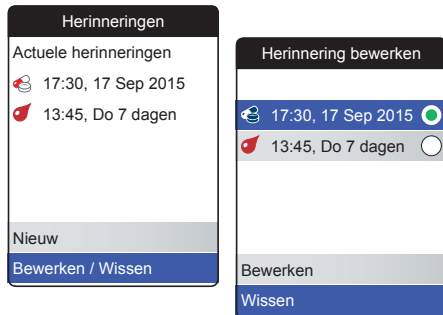 Herinneringen
Actuele herinneringen
17:30, 17 Sep 2015
13:45, Do 7 dagen
Nieuw
Bewerken / Wissen
Herinnering bewerken
17:30, 17 Sep 2015
13:45, Do 7 dagen
Bewerken
Wissen